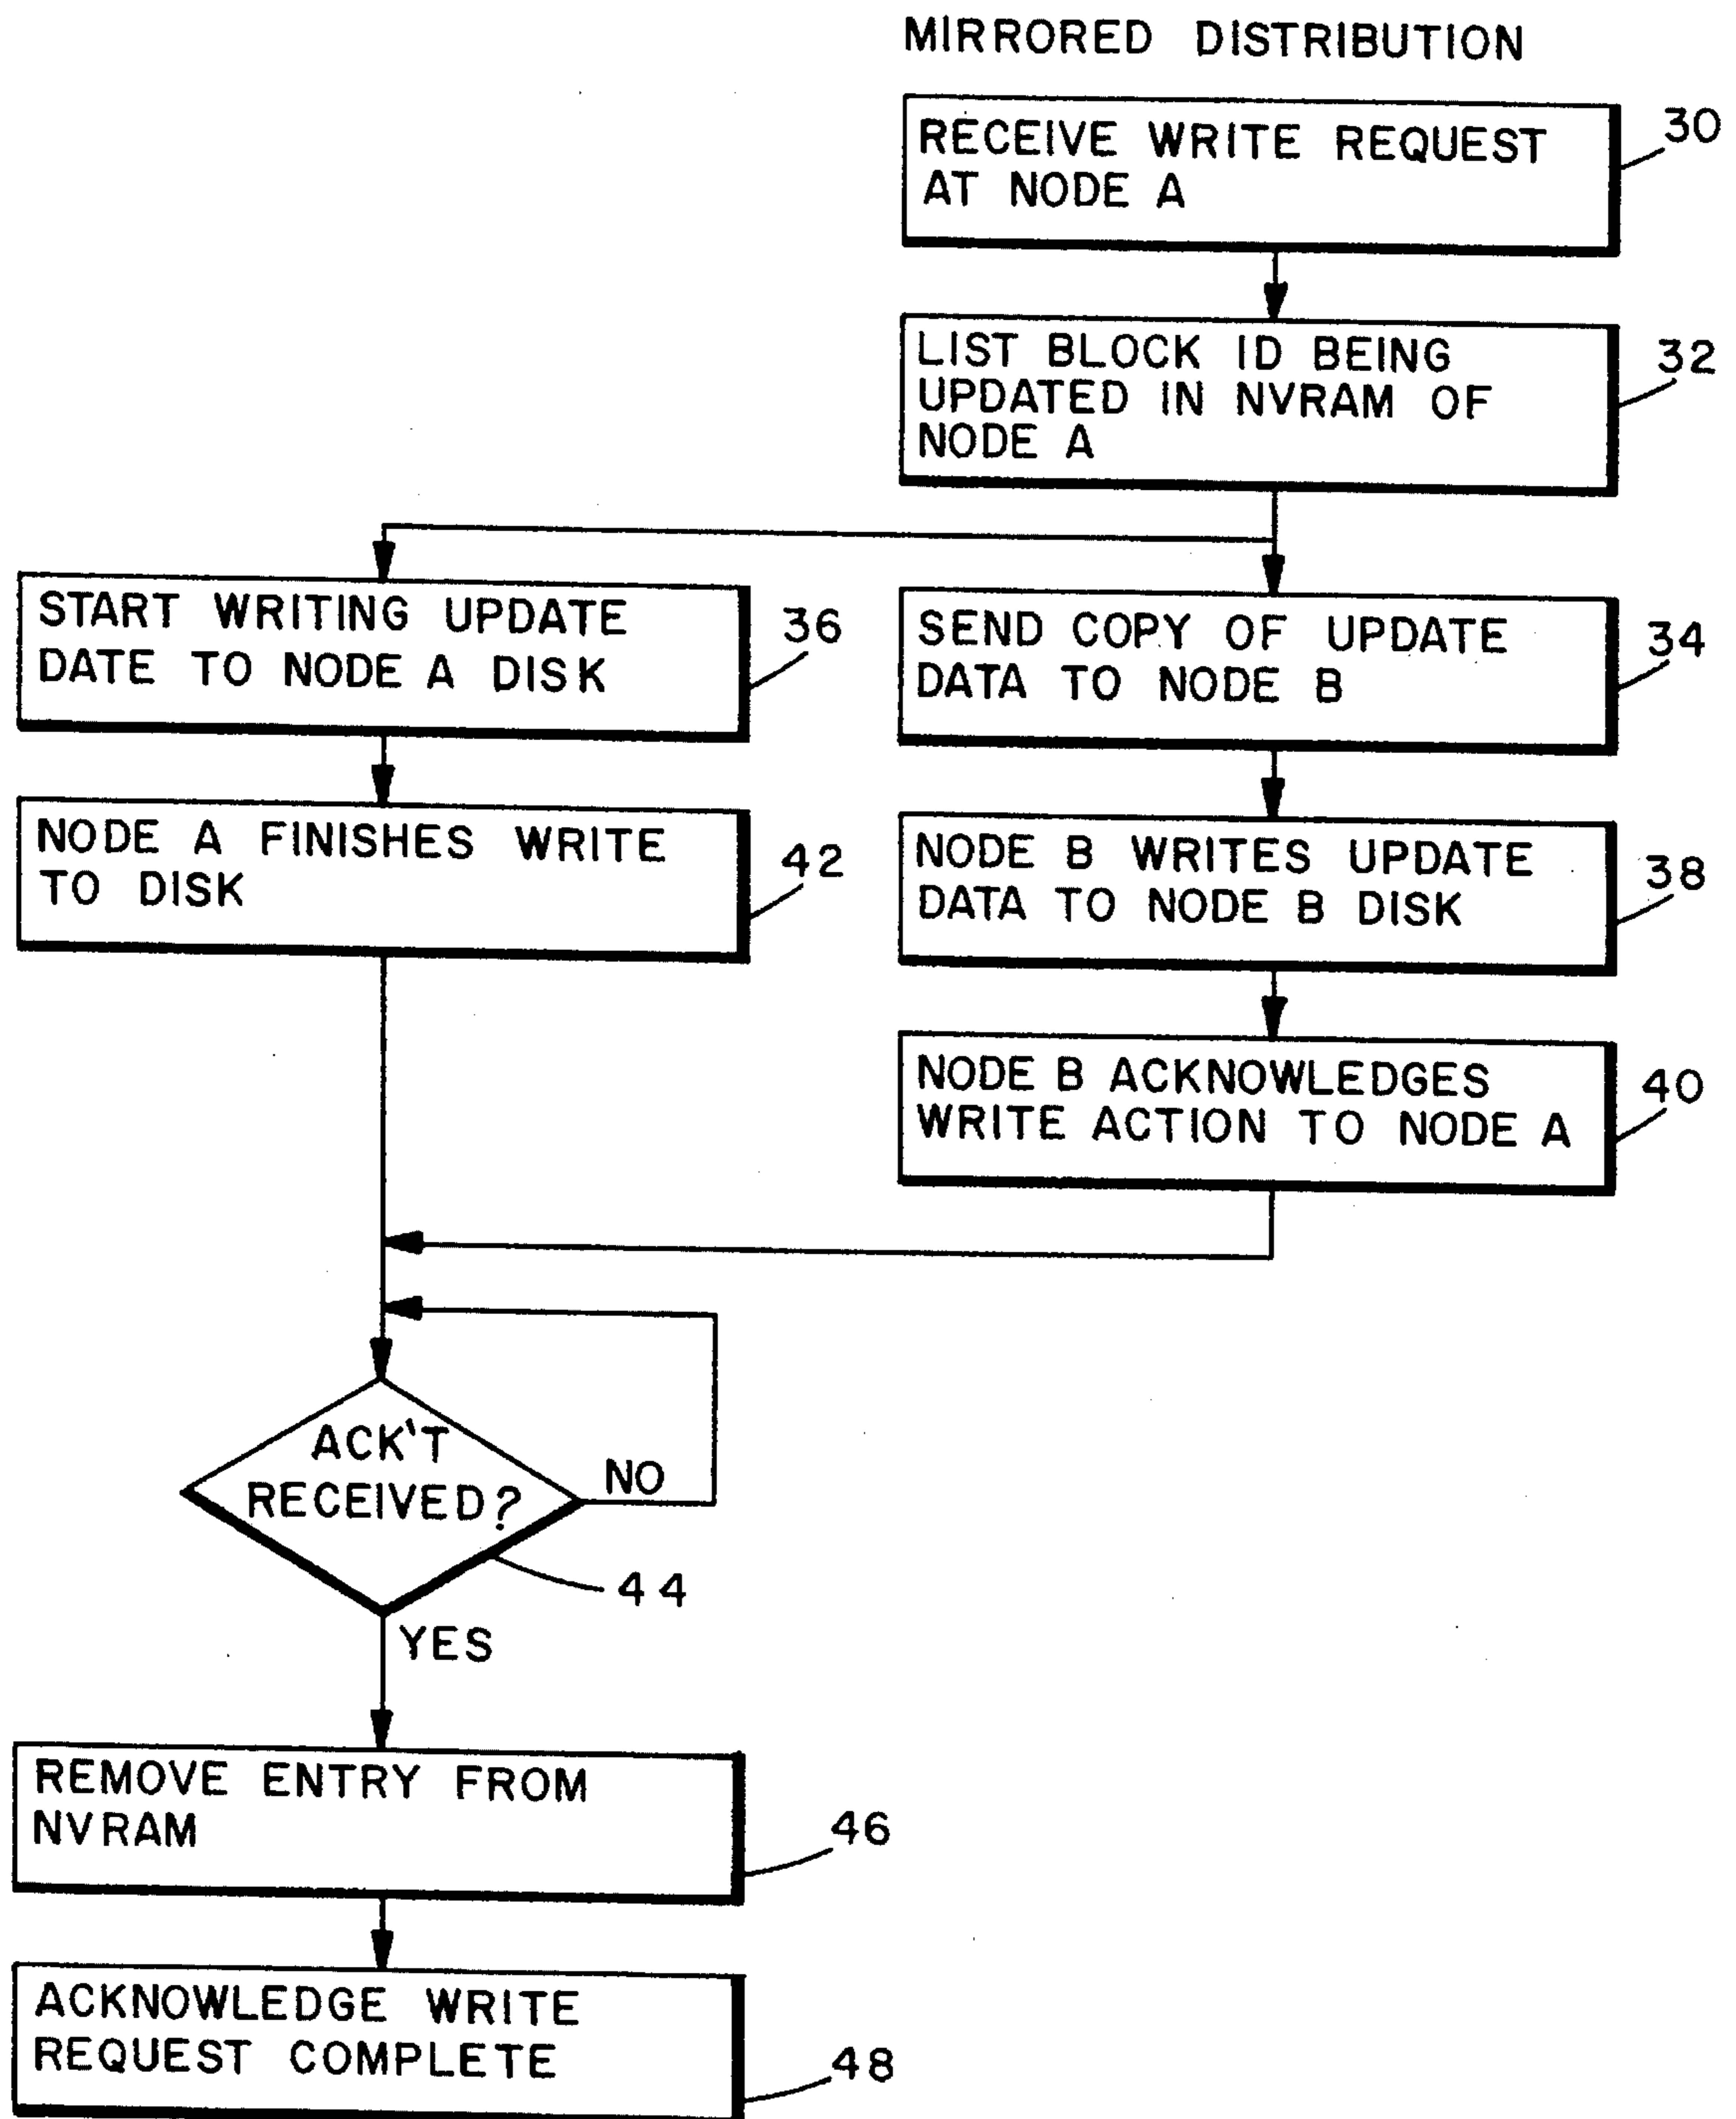 MIRRORED DISTRIBUTION
RECEIVE WRITE REQUEST
AT NODE A
30
LIST BLOCK ID BEING
UPDATED IN NVRAM OF
NODE A
32
START WRITING UPDATE
DATE TO NODE A DISK
36
SEND COPY OF UPDATE
DATA TO NODE B
34
NODE A FINISHES WRITE
TO DISK
42
NODE B WRITES UPDATE
DATA TO NODE B DISK
38
NODE B ACKNOWLEDGES
WRITE ACTION TO NODE A
40
ACK'T
RECEIVED?
NO
44
YES
REMOVE ENTRY FROM
NVRAM
46
ACKNOWLEDGE WRITE
REQUEST COMPLETE
48